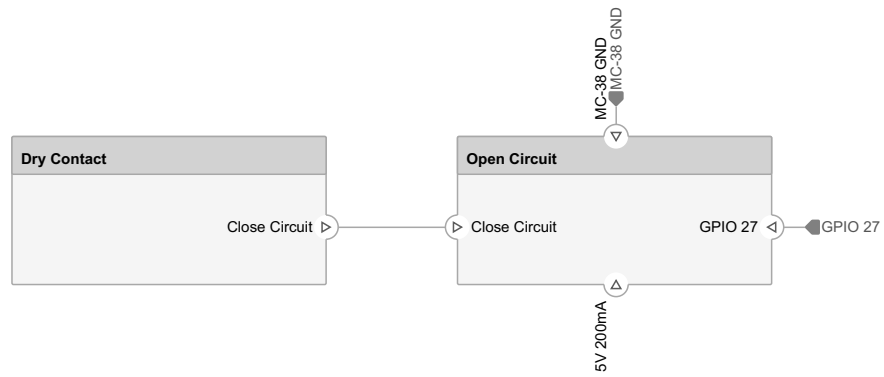 MC-38 GND
MC-38 GND
Dry Contact
Open Circuit
Close Circuit
Close Circuit
GPIO 27
GPIO 27
5V 200mA